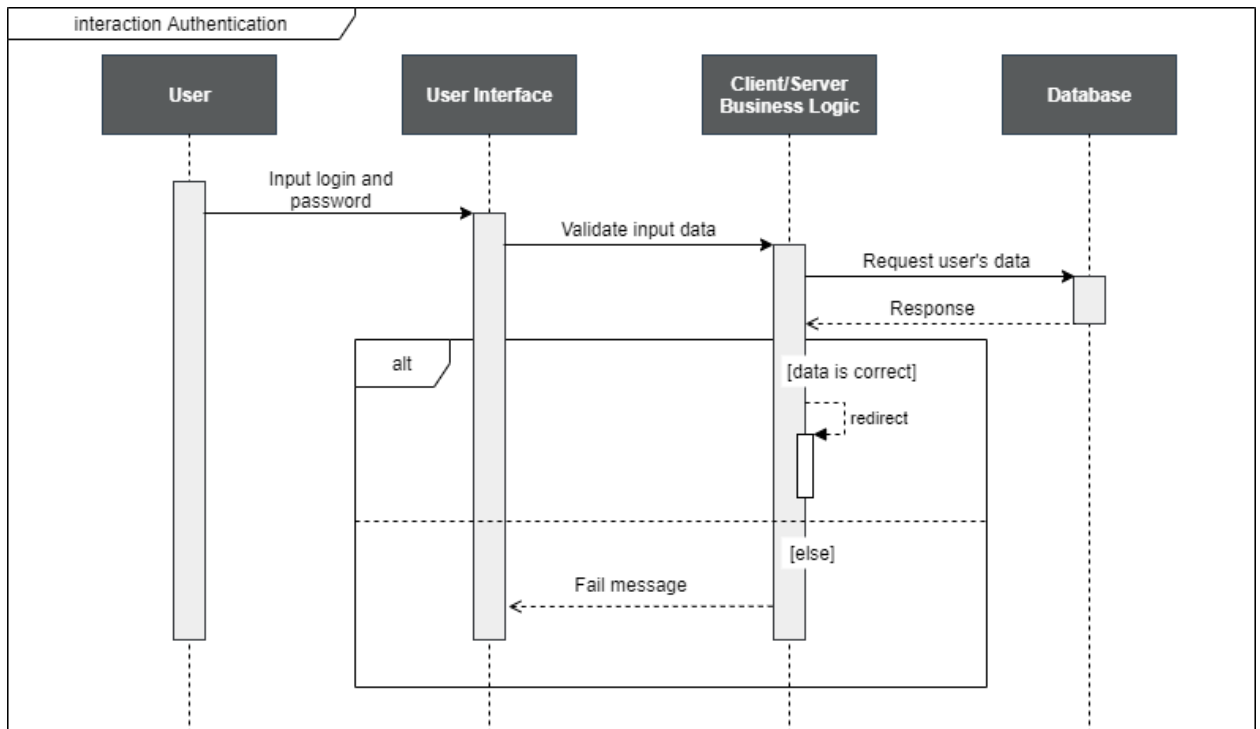 interaction Authentication
User
User Interface
Client/Server
Business Logic
Database
Input login and
password
Validate input data
Request user's data
Response
alt
[data is correct]
redirect
[else]
Fail message